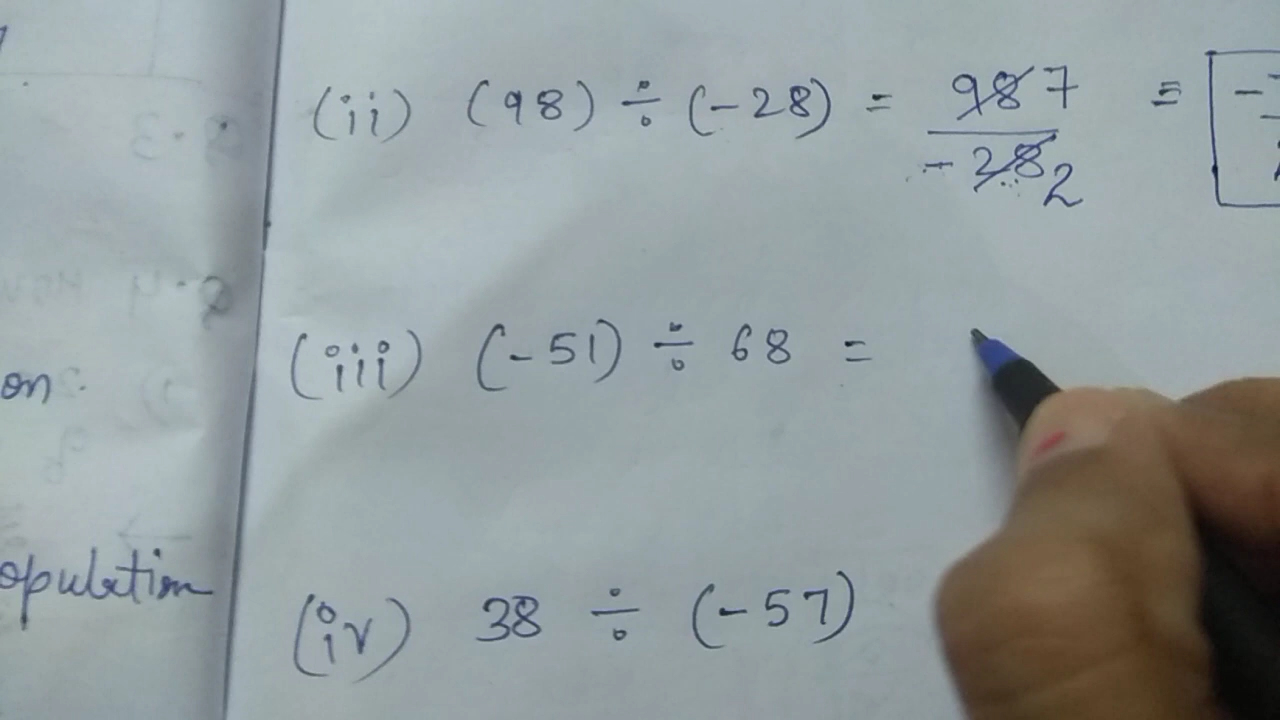 (ii) (98) ÷ (-28) = 98 7 =
-28 2
(iii) (-51) ÷ 68 =
on
opulation
(iv) 38 ÷ (-57)